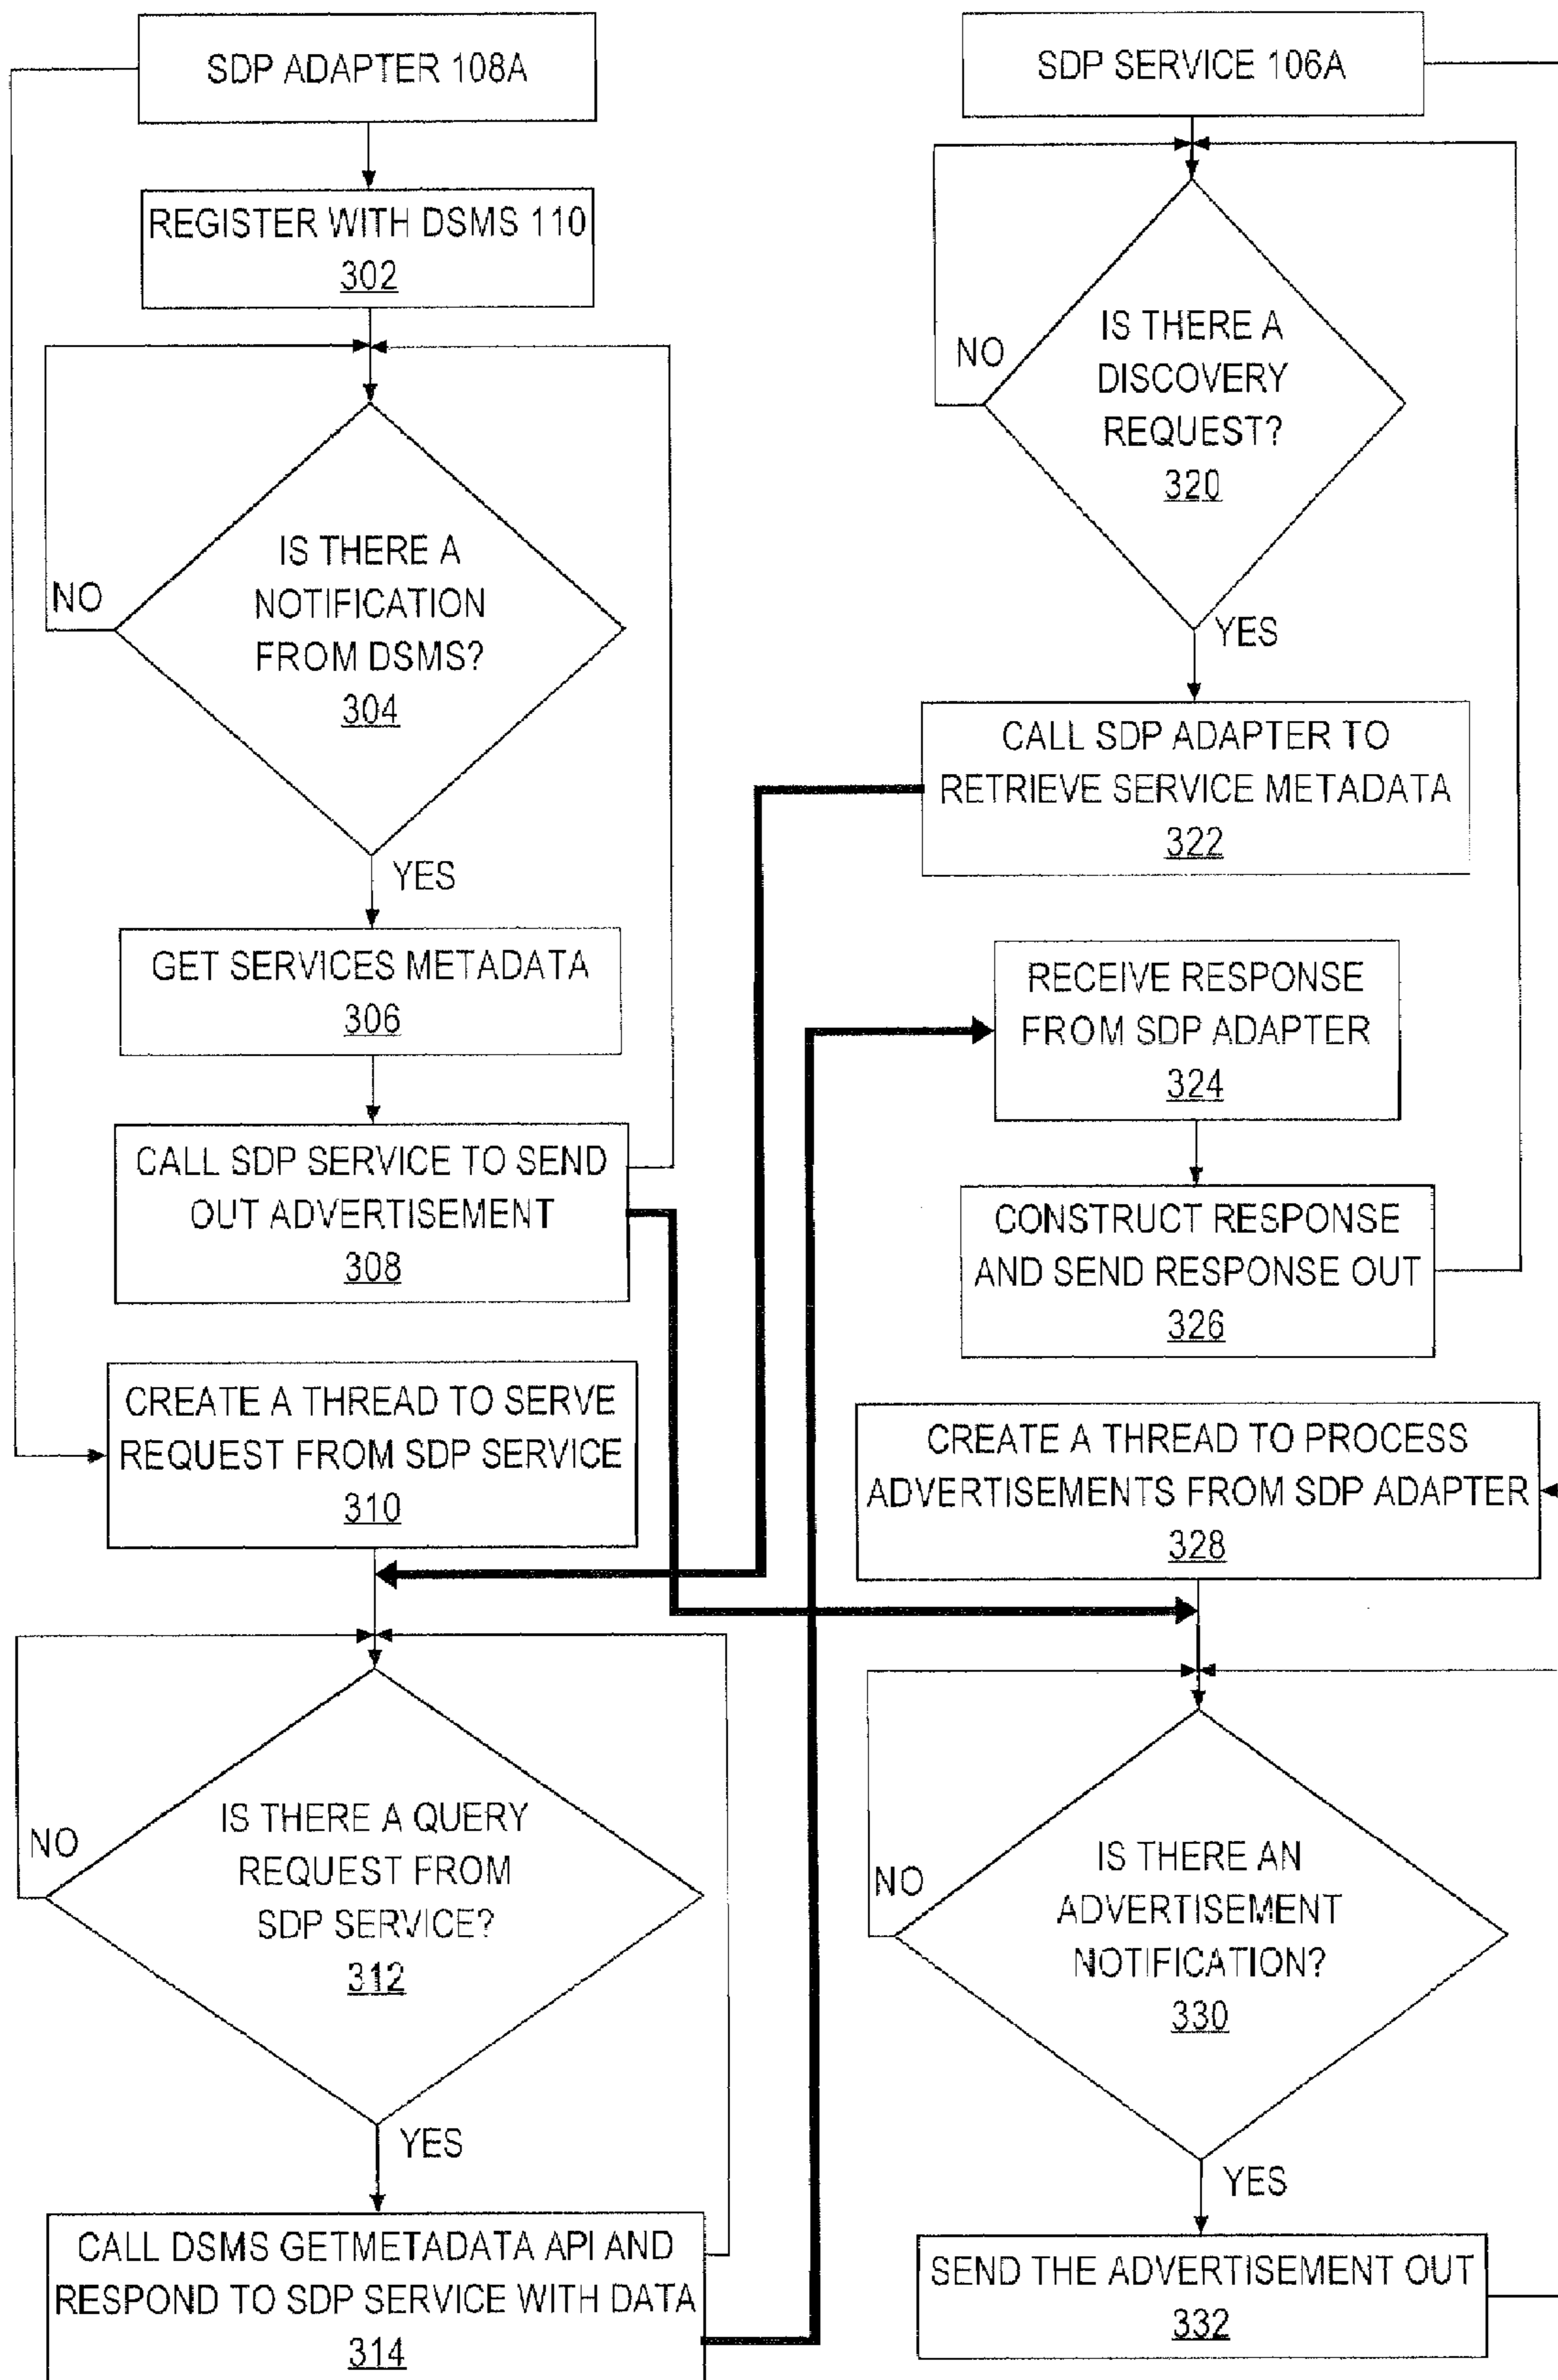 SDP ADAPTER 108A
REGISTER WITH DSMS 110
302
IS THERE A
NOTIFICATION
FROM DSMS?
304
NO
YES
GET SERVICES METADATA
306
CALL SDP SERVICE TO SEND
OUT ADVERTISEMENT
308
CREATE A THREAD TO SERVE
REQUEST FROM SDP SERVICE
310
IS THERE A QUERY
REQUEST FROM
SDP SERVICE?
312
NO
YES
CALL DSMS GETMETADATA API AND
RESPOND TO SDP SERVICE WITH DATA
314
SDP SERVICE 106A
IS THERE A
DISCOVERY
REQUEST?
320
NO
YES
CALL SDP ADAPTER TO
RETRIEVE SERVICE METADATA
322
RECEIVE RESPONSE
FROM SDP ADAPTER
324
CONSTRUCT RESPONSE
AND SEND RESPONSE OUT
326
CREATE A THREAD TO PROCESS
ADVERTISEMENTS FROM SDP ADAPTER
328
IS THERE AN
ADVERTISEMENT
NOTIFICATION?
330
NO
YES
SEND THE ADVERTISEMENT OUT
332